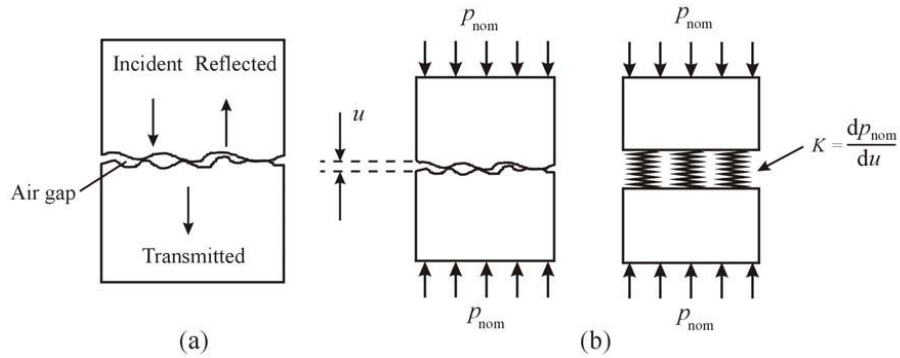 p_nom
p_nom
Incident Reflected
u
K = dp_nom/du
Air gap
Transmitted
p_nom
p_nom
(a)
(b)